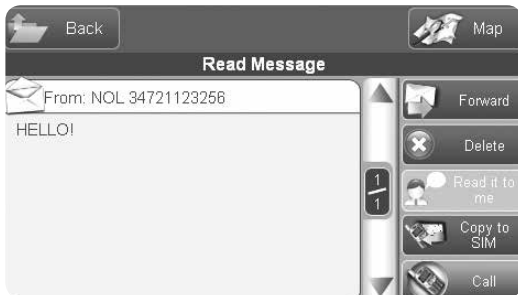 Back
Map
Read Message
From: NOL 34721123256
HELLO!
1
1
Forward
Delete
Read it to
me
Copy to
SIM
Call